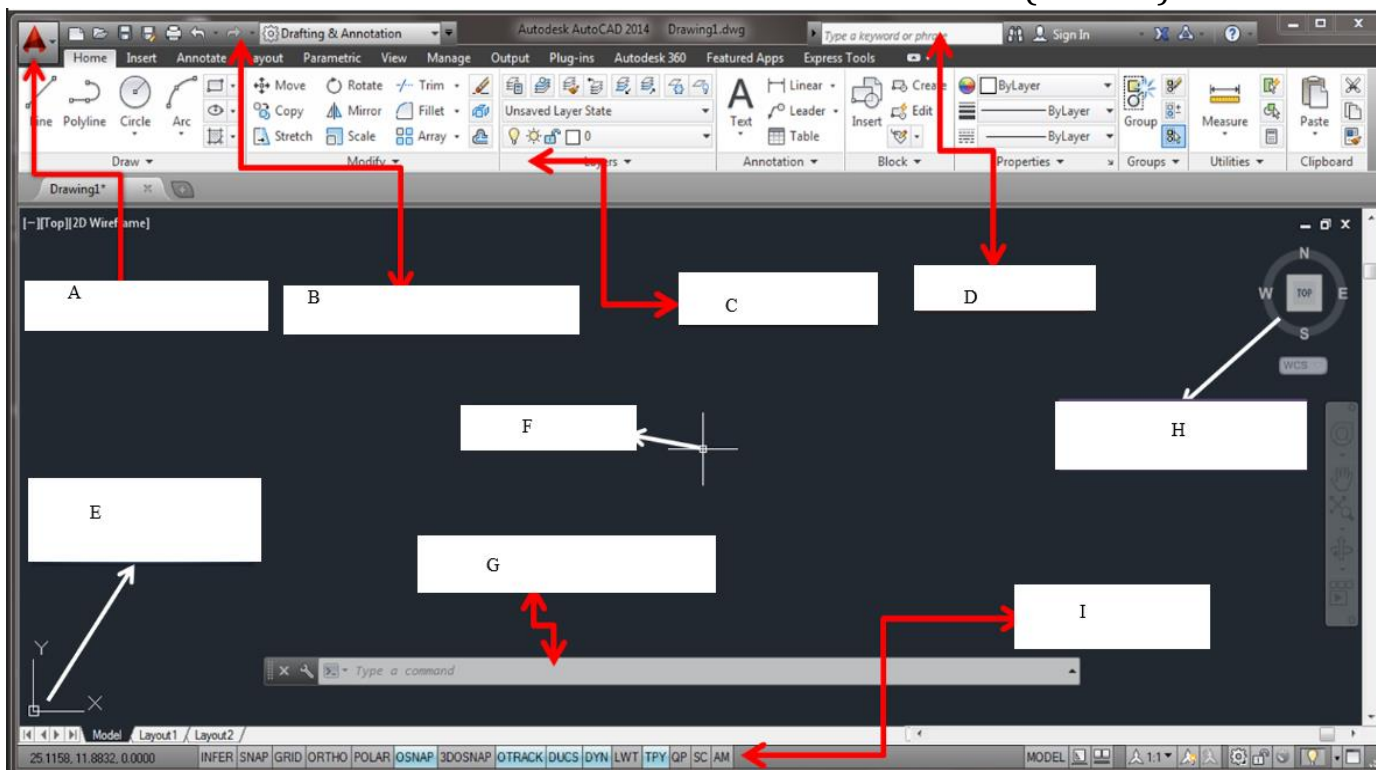 Drafting & Annotation
Autodesk AutoCAD 2014 Drawing1.dwg
Type a keyword or phrase
Sign In
Home Insert Annotate Layout Parametric View Manage Output Plug-ins Autodesk 360 Featured Apps Express Tools
Move Rotate Trim
Copy Mirror Fillet
Stretch Scale Array
Line Polyline Circle Arc
Unsaved Layer State
0
Text
Linear
Leader
Table
Insert
Create
Edit
ByLayer
ByLayer
ByLayer
Group
Measure
Paste
Draw Modify Layers Annotation Block Properties Groups Utilities Clipboard
Drawing1*
[−][Top][2D Wireframe]
N
W TOP E
S
WCS
A
B
C
D
F
H
E
G
I
Y
X
Type a command
Model Layout1 Layout2
25.1158, 11.8832, 0.0000 INFER SNAP GRID ORTHO POLAR OSNAP 3DOSNAP OTRACK DUCS DYN LWT TPY QP SC AM MODEL 1:1